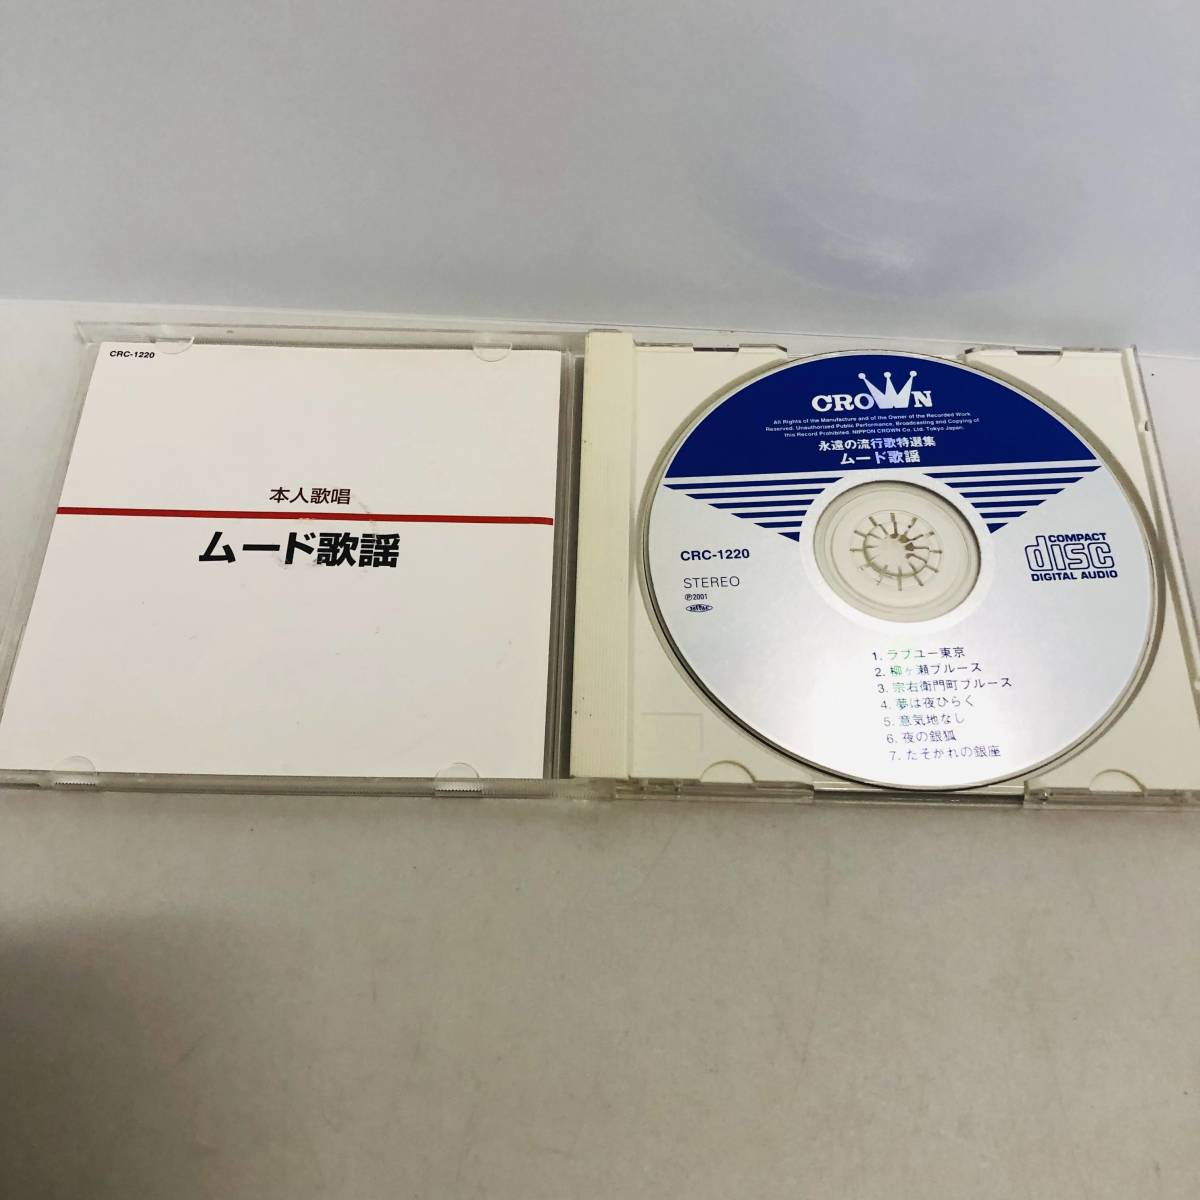 CRC-1220
本人歌唱
ムード歌謡
CROWN
All Rights of the Manufacture and of the Owner of the Recorded Work
Reserved. Unauthorized Public Performance, Broadcasting and Copying of
this Record Prohibited. NIPPON CROWN Co. Ltd. Tokyo Japan.
永遠の流行歌特選集
ムード歌謡
CRC-1220
STEREO
Ⓟ2001
COMPACT
disc
DIGITAL AUDIO
1. ラブユー東京
2. 柳ヶ瀬ブルース
3. 宗右衛門町ブルース
4. 夢は夜ひらく
5. 意気地なし
6. 夜の銀狐
7. たそがれの銀座